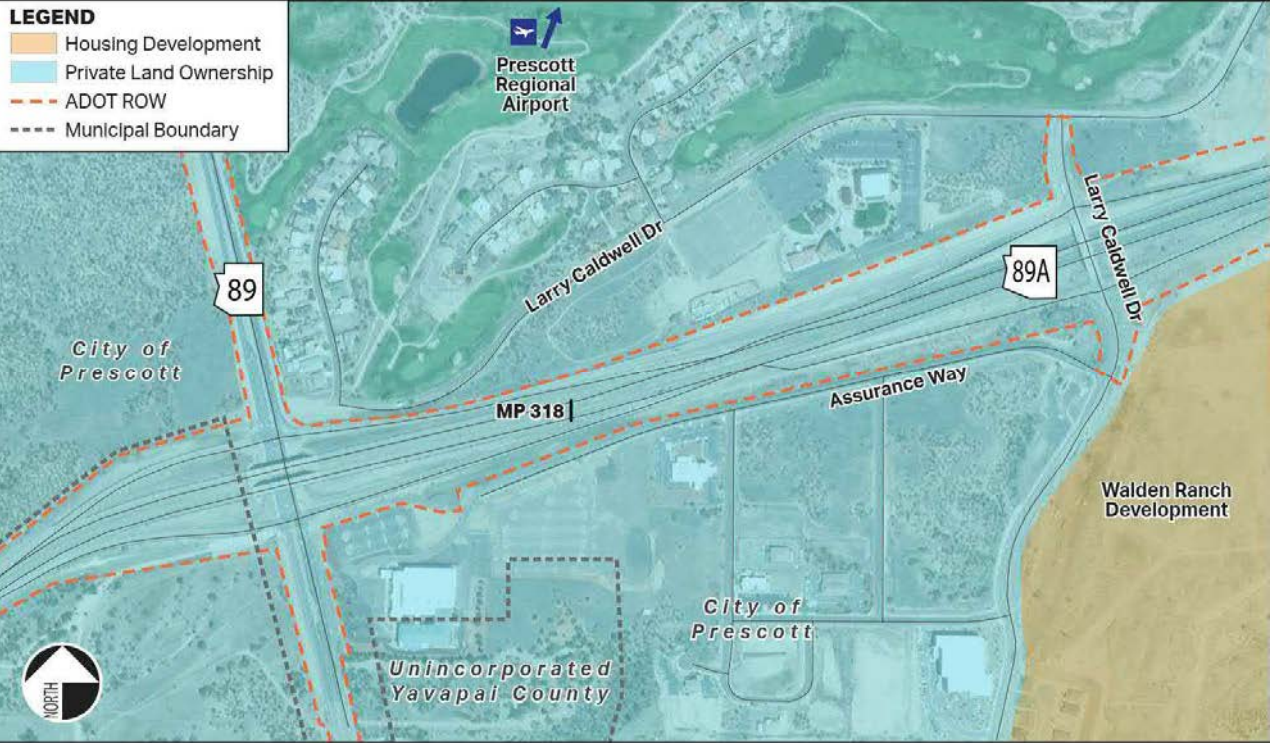 LEGEND
Housing Development
Private Land Ownership
ADOT ROW
Municipal Boundary
Prescott
Regional
Airport
89
Larry Caldwell Dr
89A
Larry Caldwell Dr
City of
Prescott
MP 318
Assurance Way
Walden Ranch
Development
City of
Prescott
Unincorporated
Yavapai County
NORTH